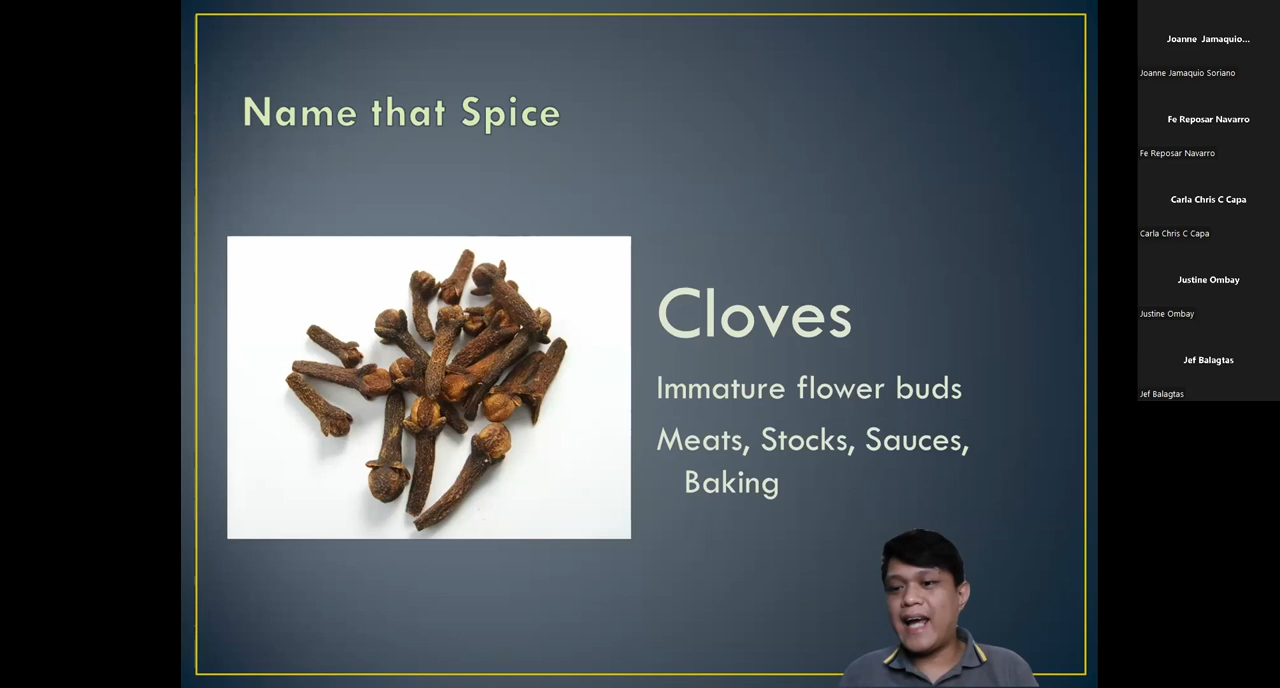 Name that Spice
Cloves
Immature flower buds
Meats, Stocks, Sauces,
Baking
Joanne Jamaquio...
Joanne Jamaquio Soriano
Fe Reposar Navarro
Fe Reposar Navarro
Carla Chris C Capa
Carla Chris C Capa
Justine Ombay
Justine Ombay
Jef Balagtas
Jef Balagtas